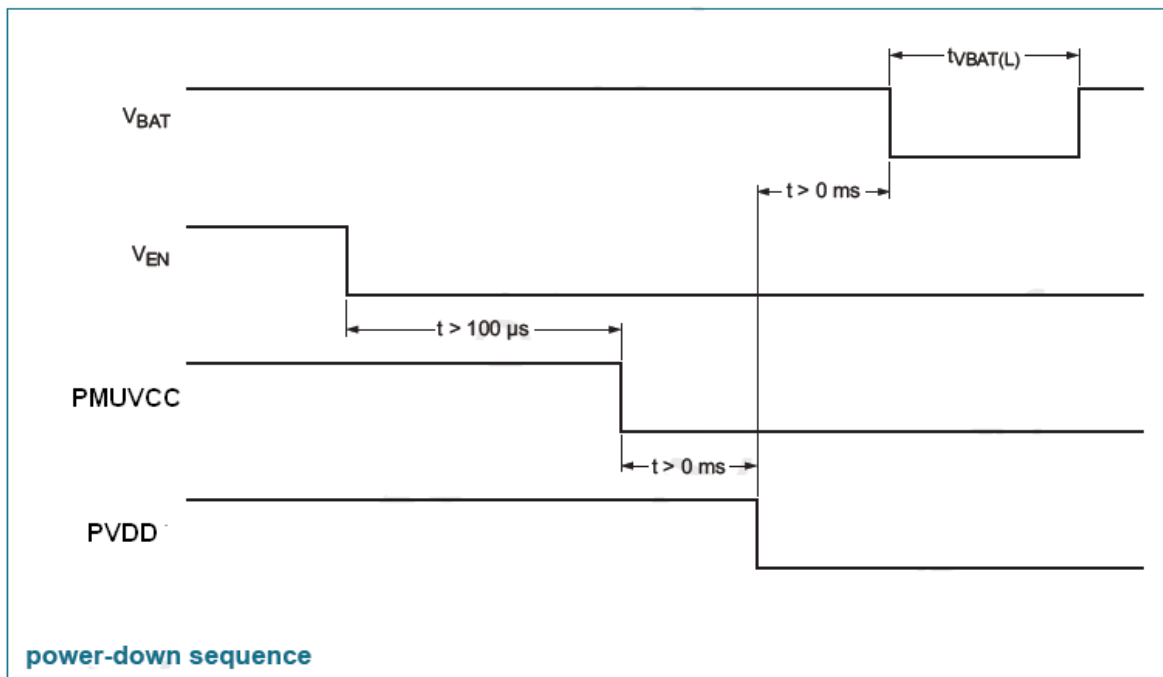 tVBAT(L)
VBAT
t > 0 ms
VEN
t > 100 µs
PMUVCC
t > 0 ms
PVDD
power-down sequence